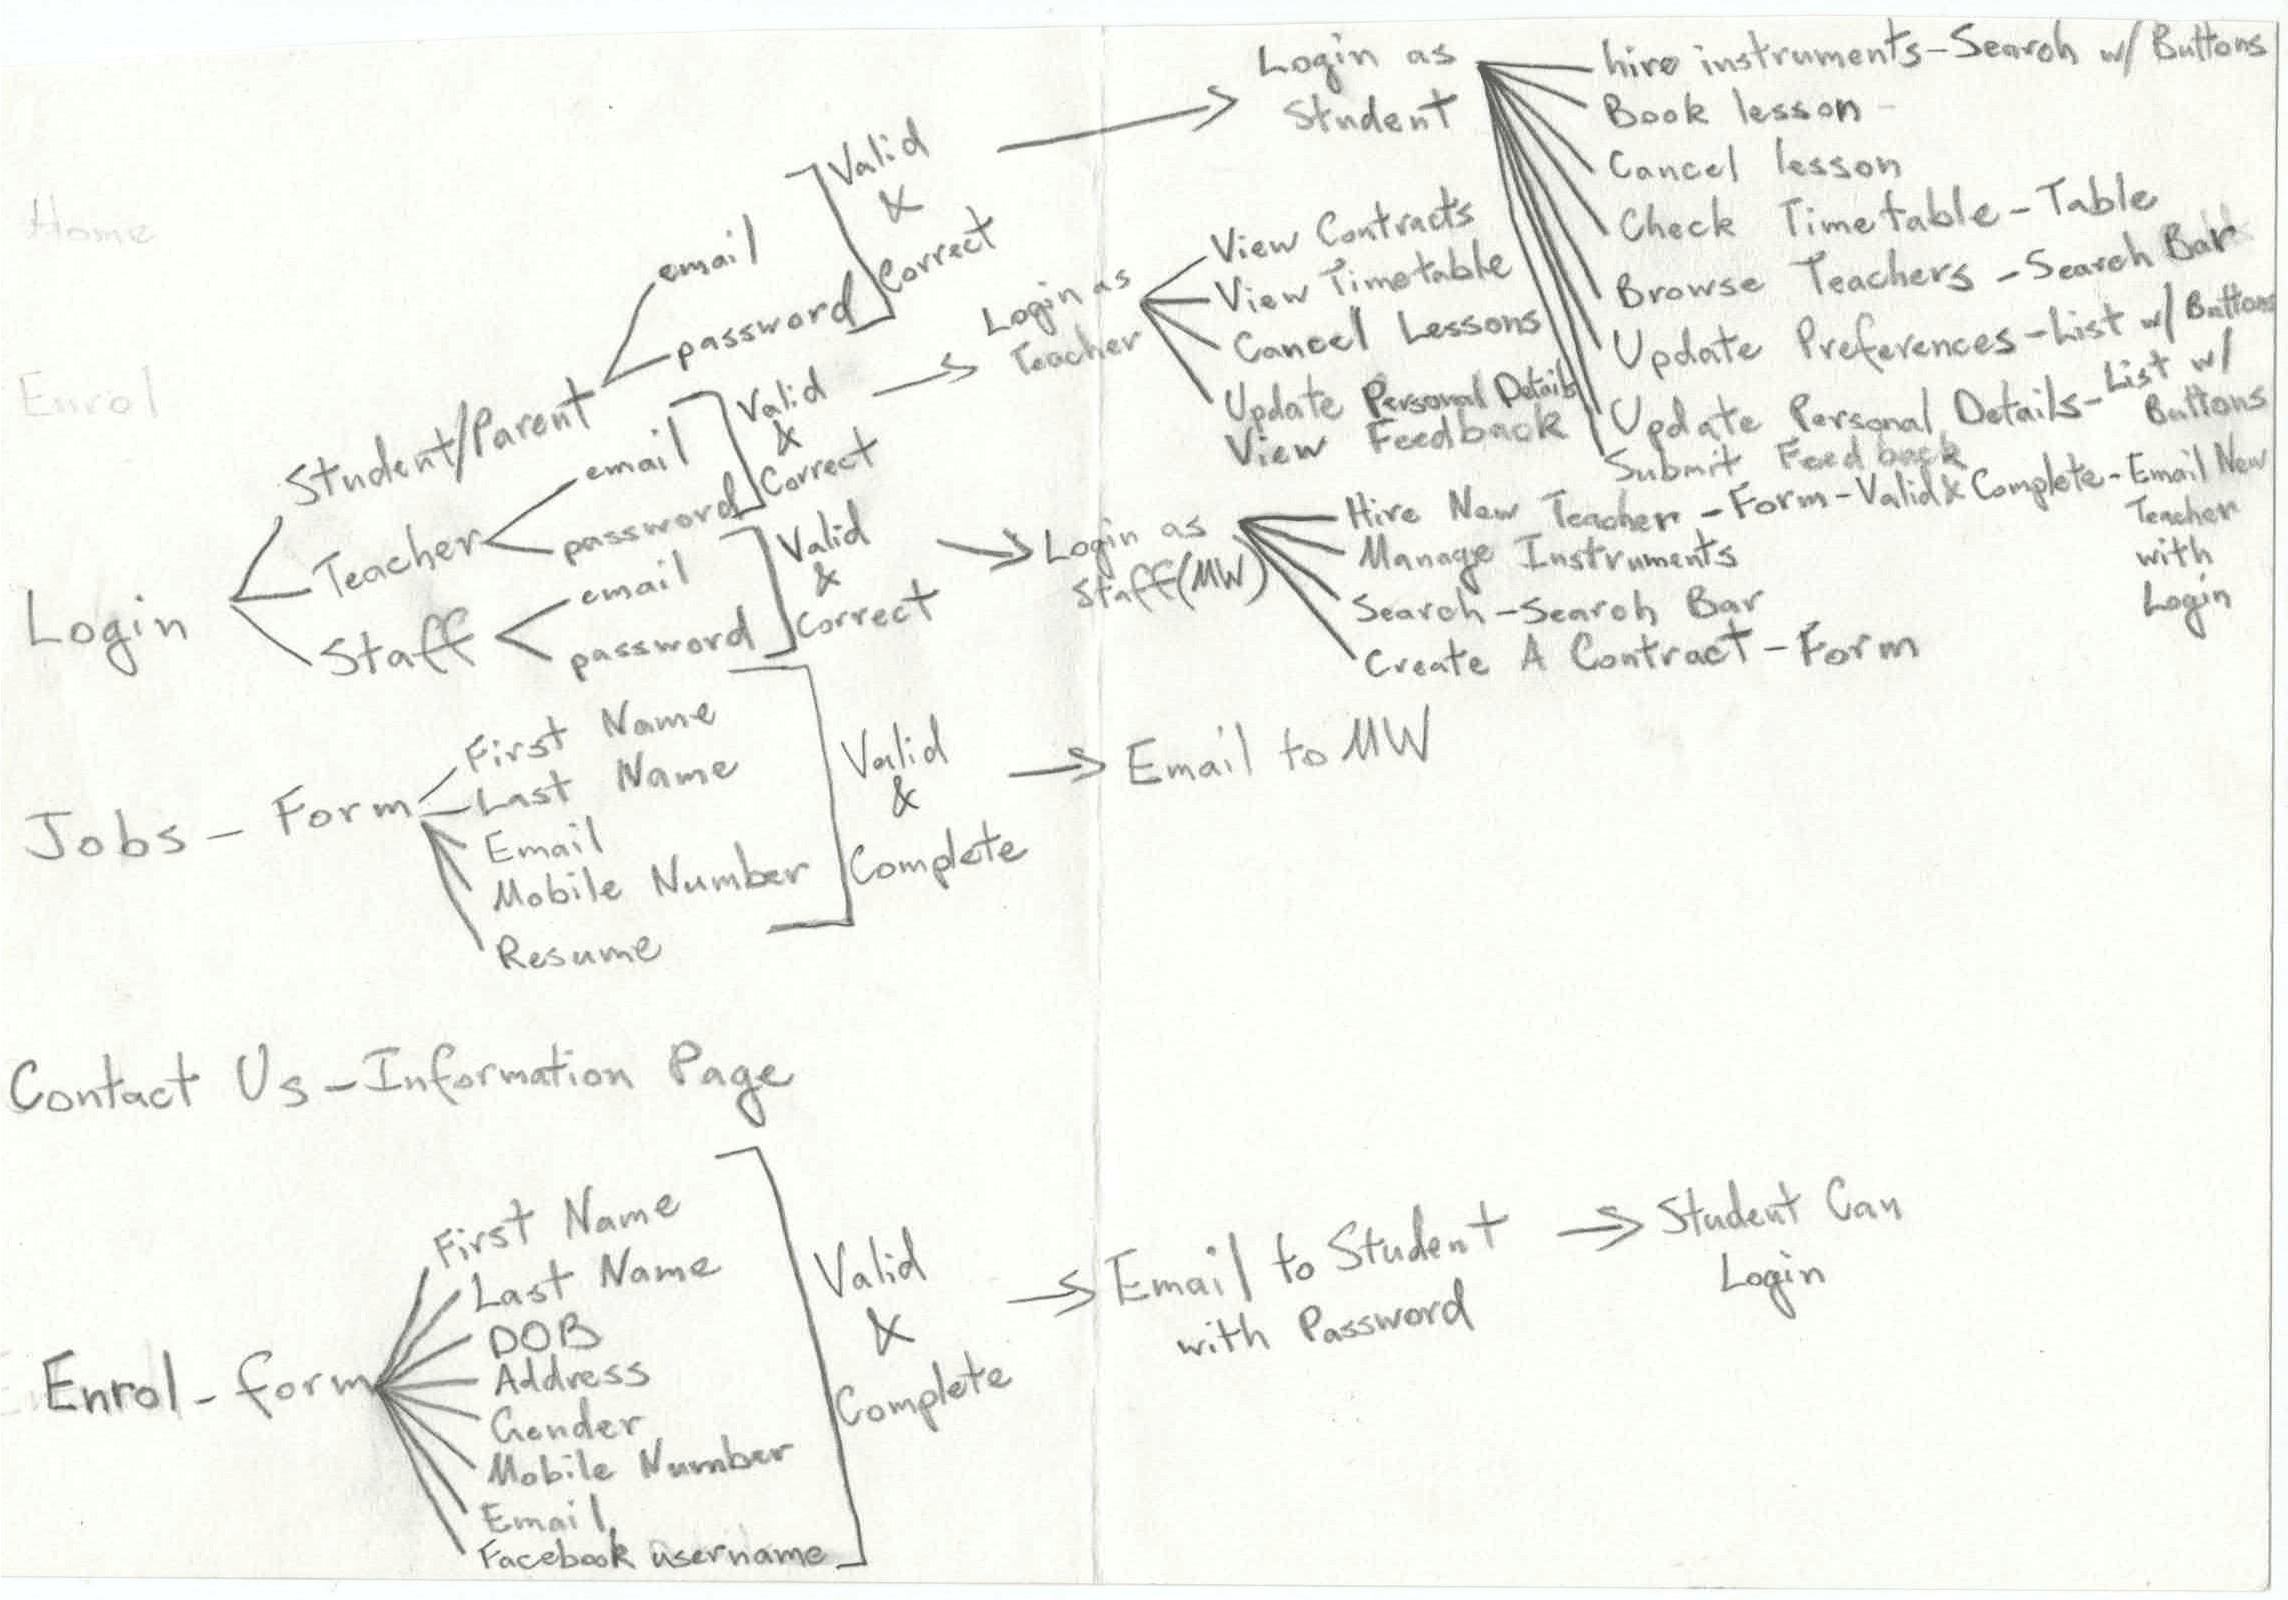 Home
Enrol
Login
Student/Parent
email
password
Valid
&
Correct
Login as
Student
hire instruments - Search w/ Buttons
Book lesson -
Cancel lesson
Check Timetable - Table
Browse Teachers - Search Bar
Update Preferences - List w/ Buttons
Update Personal Details - List w/
Buttons
Submit Feedback
Teacher
email
password
Valid
&
Correct
Login as
Teacher
View Contracts
View Timetable
Cancel Lessons
Update Personal Details
View Feedback
Staff
email
password
Valid
&
Correct
Login as
Staff (MW)
Hire New Teacher - Form - Valid & Complete - Email New
Teacher
with
Login
Manage Instruments
Search - Search Bar
Create A Contract - Form
Jobs - Form
First Name
Last Name
Email
Mobile Number
Resume
Valid
&
Complete
Email to MW
Contact Us - Information Page
Enrol - form
First Name
Last Name
DOB
Address
Gender
Mobile Number
Email
Facebook username
Valid
&
Complete
Email to Student
with Password
Student Can
Login